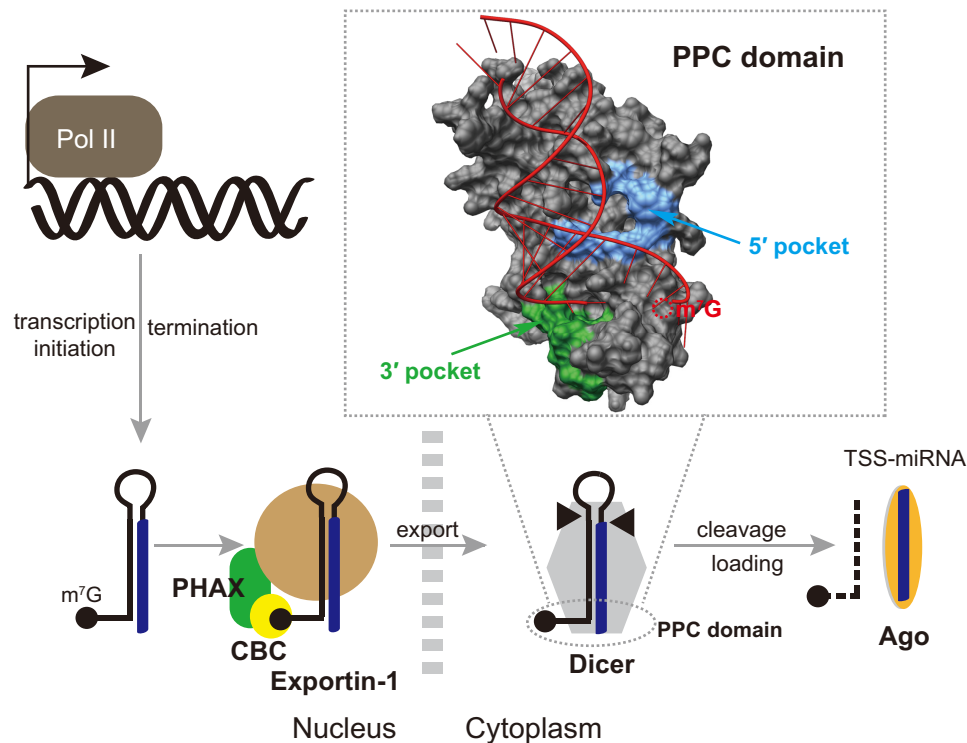 PPC domain
Pol II
5′ pocket
m⁷G
3′ pocket
transcription
initiation
termination
TSS-miRNA
export
cleavage
loading
m⁷G
PHAX
CBC
Exportin-1
PPC domain
Dicer
Ago
Nucleus
Cytoplasm